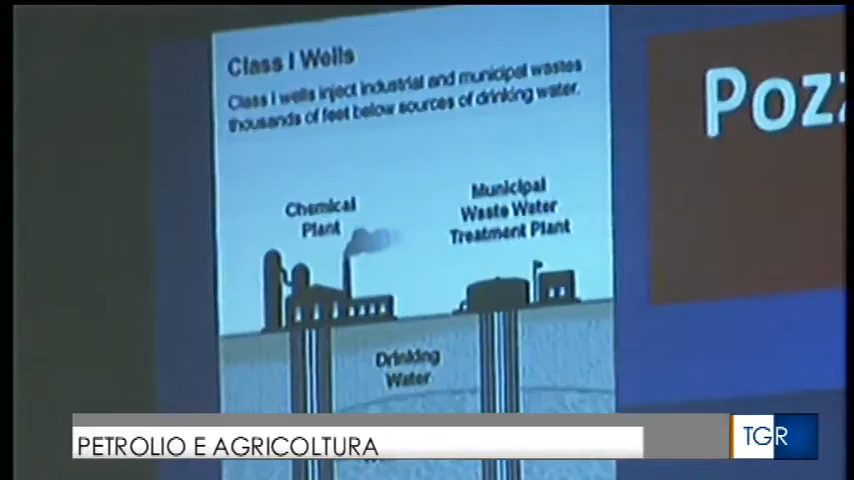 Class I Wells
Class I wells inject industrial and municipal wastes
thousands of feet below sources of drinking water.
Pozz
Chemical
Plant
Municipal
Waste Water
Treatment Plant
Drinking
Water
PETROLIO E AGRICOLTURA
TGR